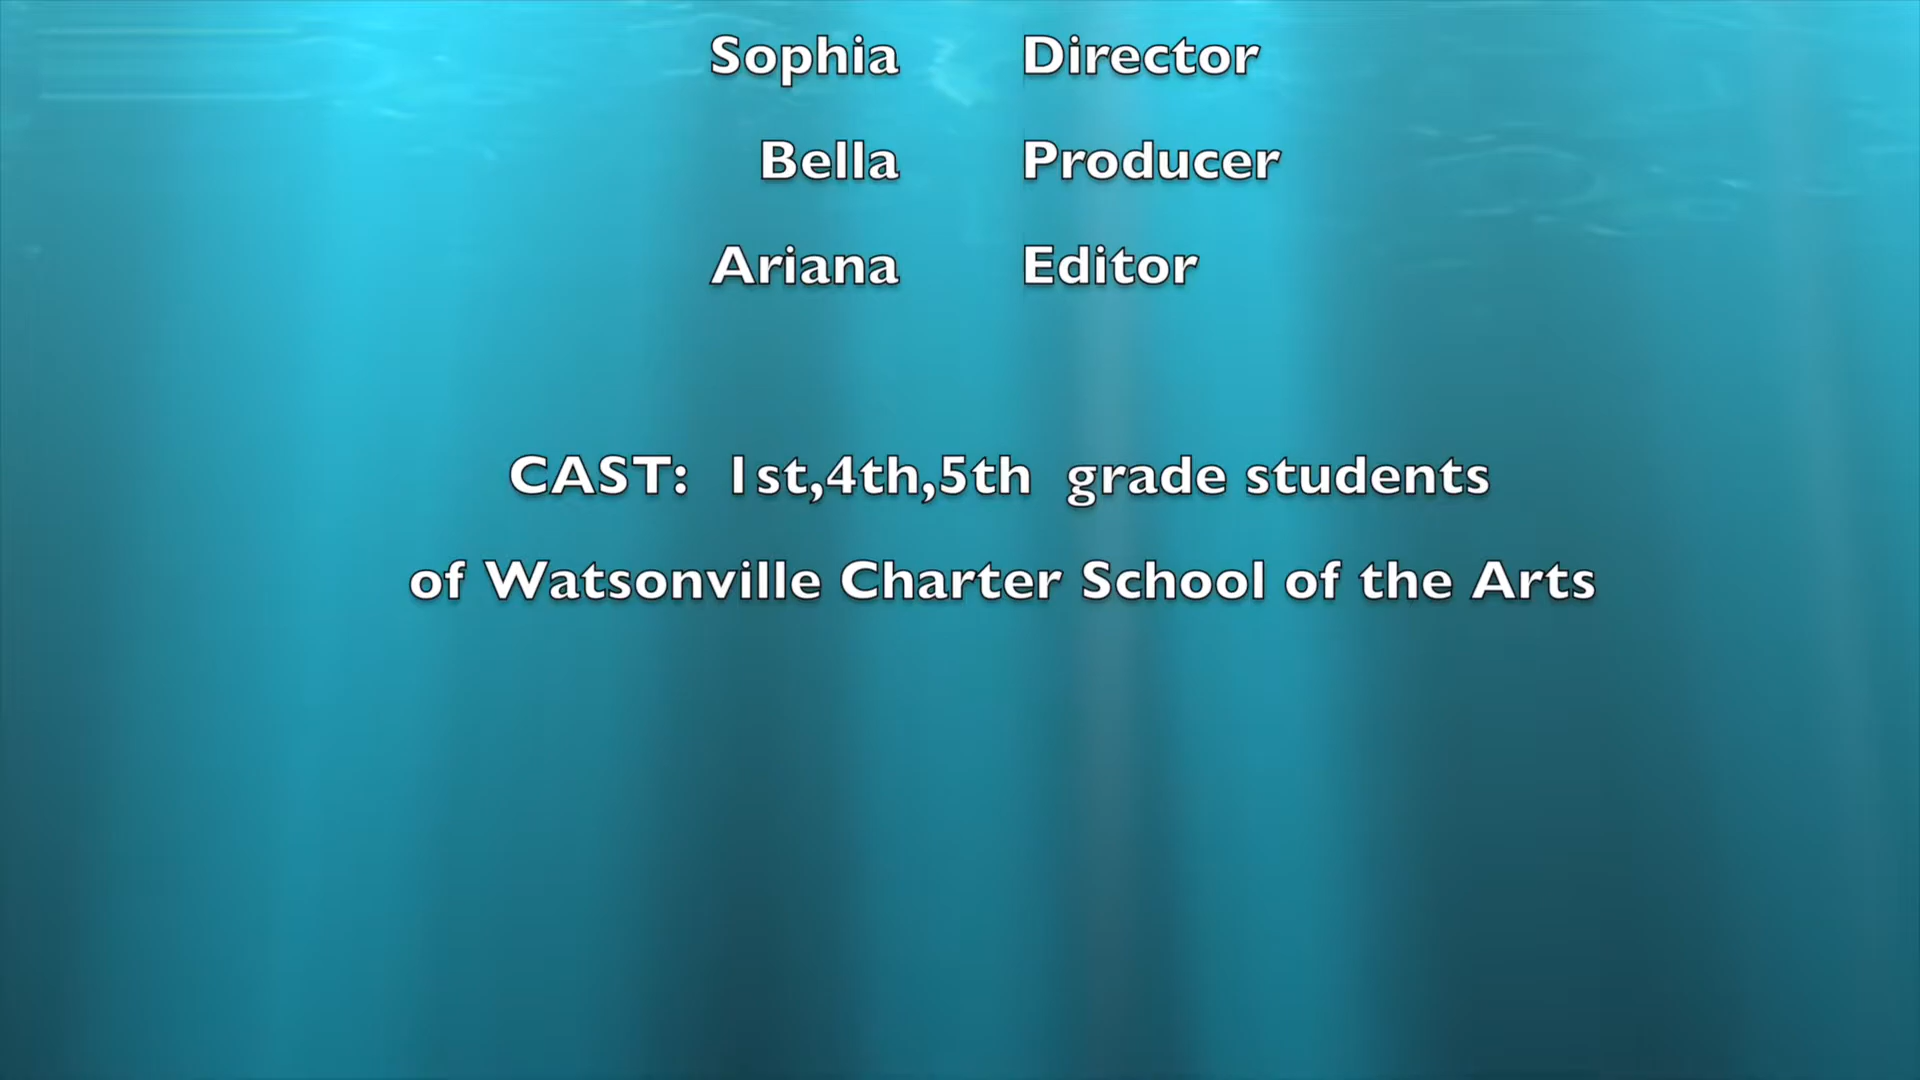 Sophia Director
Bella Producer
Ariana Editor
CAST: 1st,4th,5th grade students
of Watsonville Charter School of the Arts